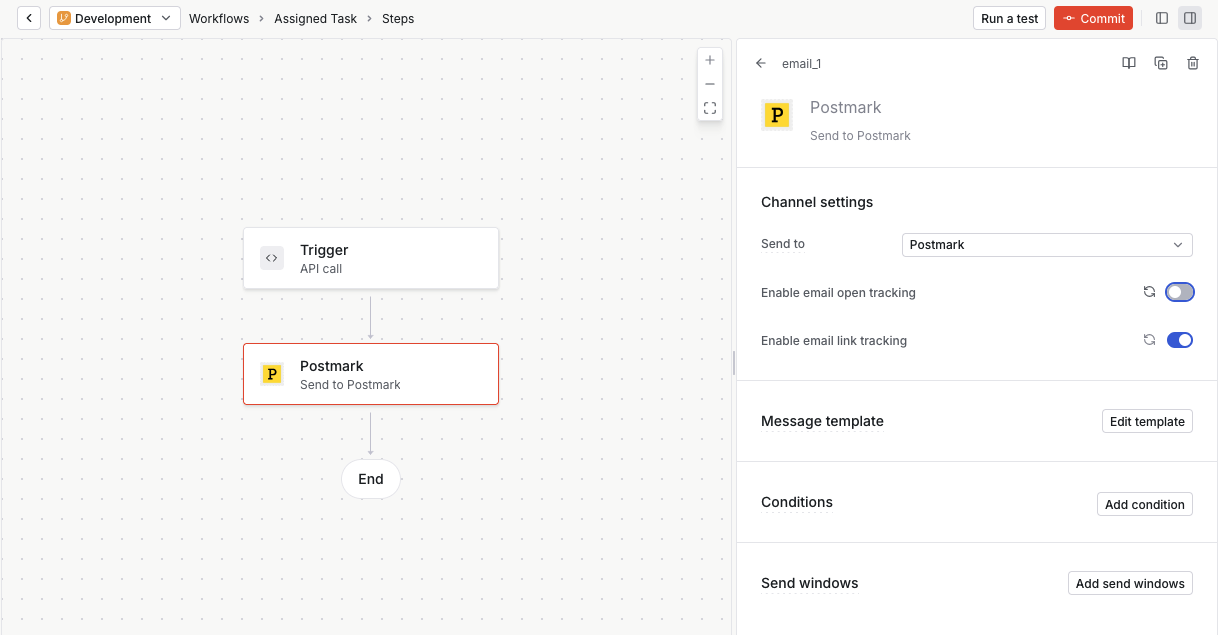 Development
Workflows > Assigned Task > Steps
Run a test
Commit
email_1
P
Postmark
Send to Postmark
Trigger
API call
P
Postmark
Send to Postmark
End
Channel settings
Send to
Postmark
Enable email open tracking
Enable email link tracking
Message template
Edit template
Conditions
Add condition
Send windows
Add send windows